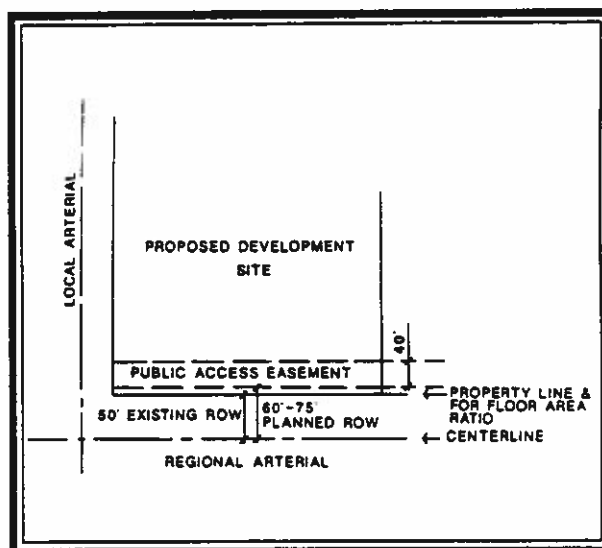 LOCAL ARTERIAL
PROPOSED DEVELOPMENT
SITE
40'
PUBLIC ACCESS EASEMENT
50' EXISTING ROW
60'-75'
PLANNED ROW
PROPERTY LINE &
FOR FLOOR AREA
RATIO
CENTERLINE
REGIONAL ARTERIAL